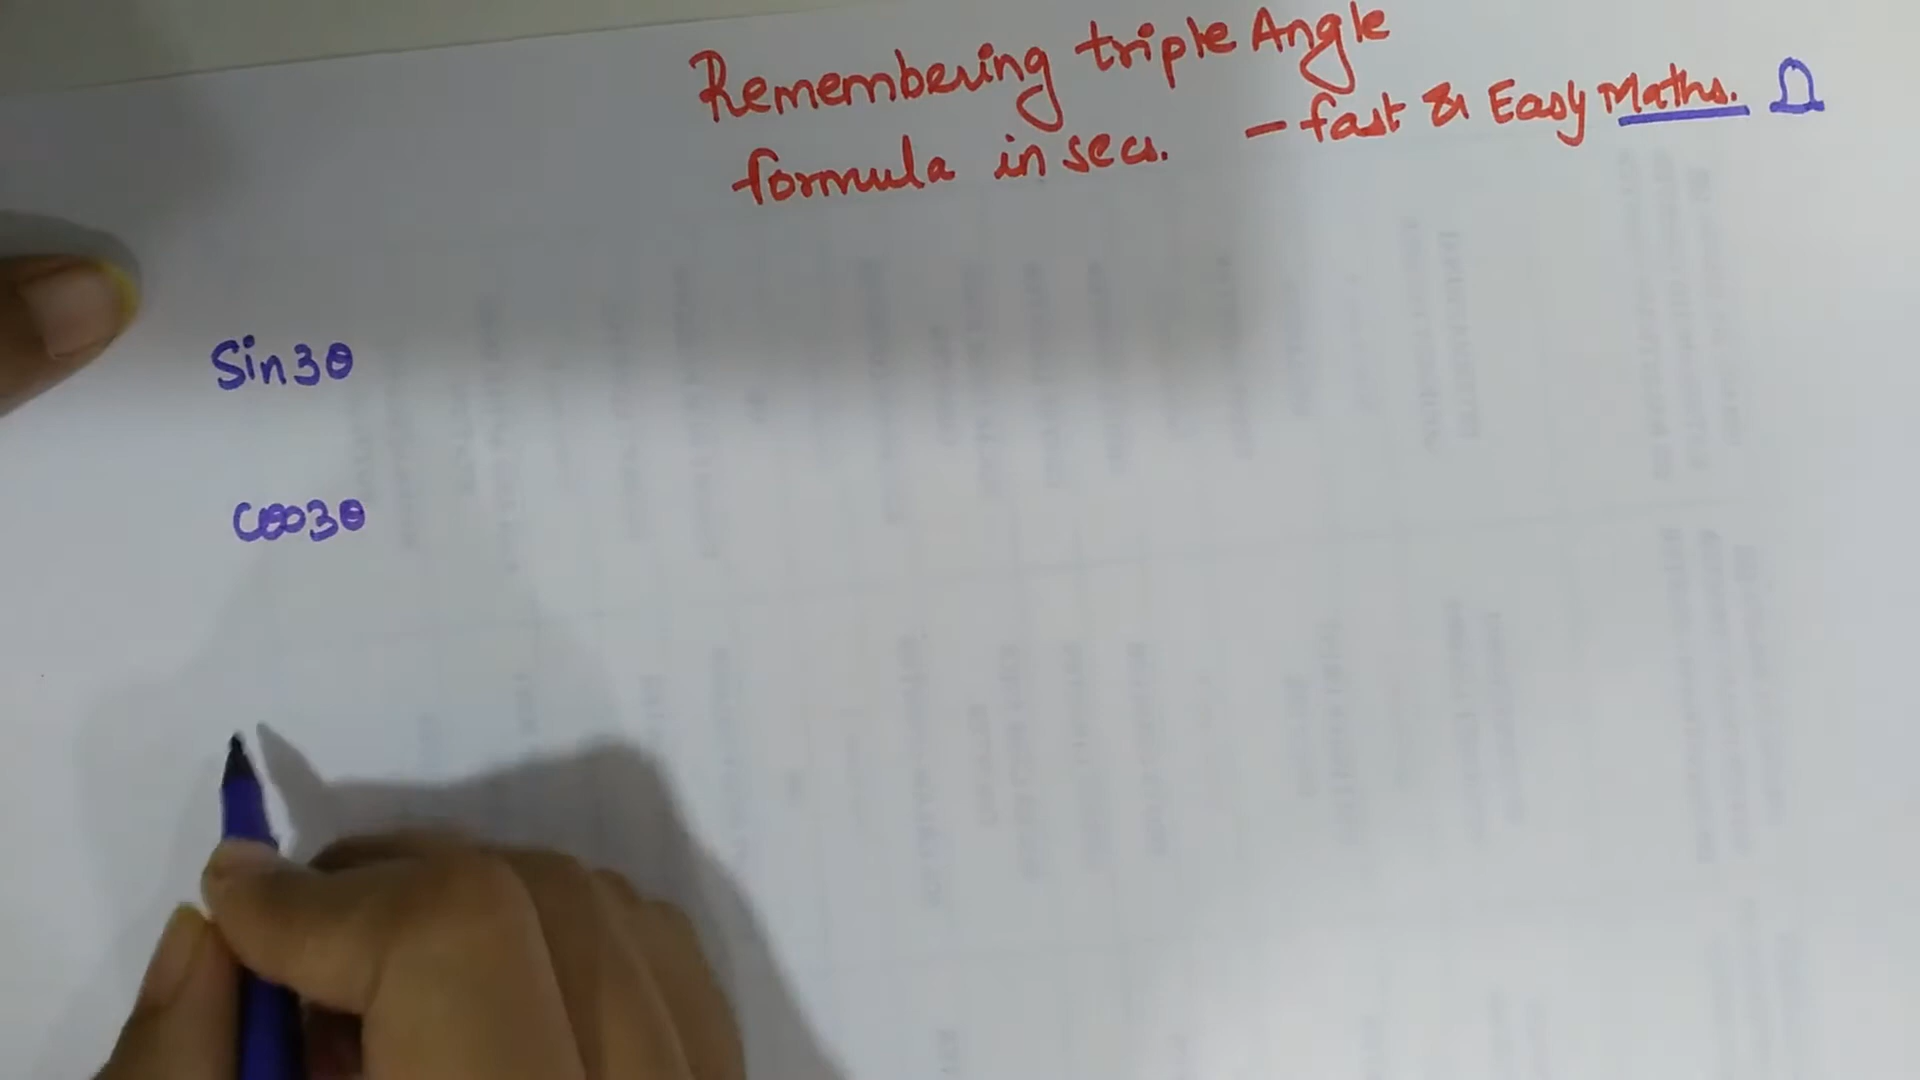 Remembering triple Angle
formula in secs. - fast & Easy Maths.
Sin3θ
Cos3θ